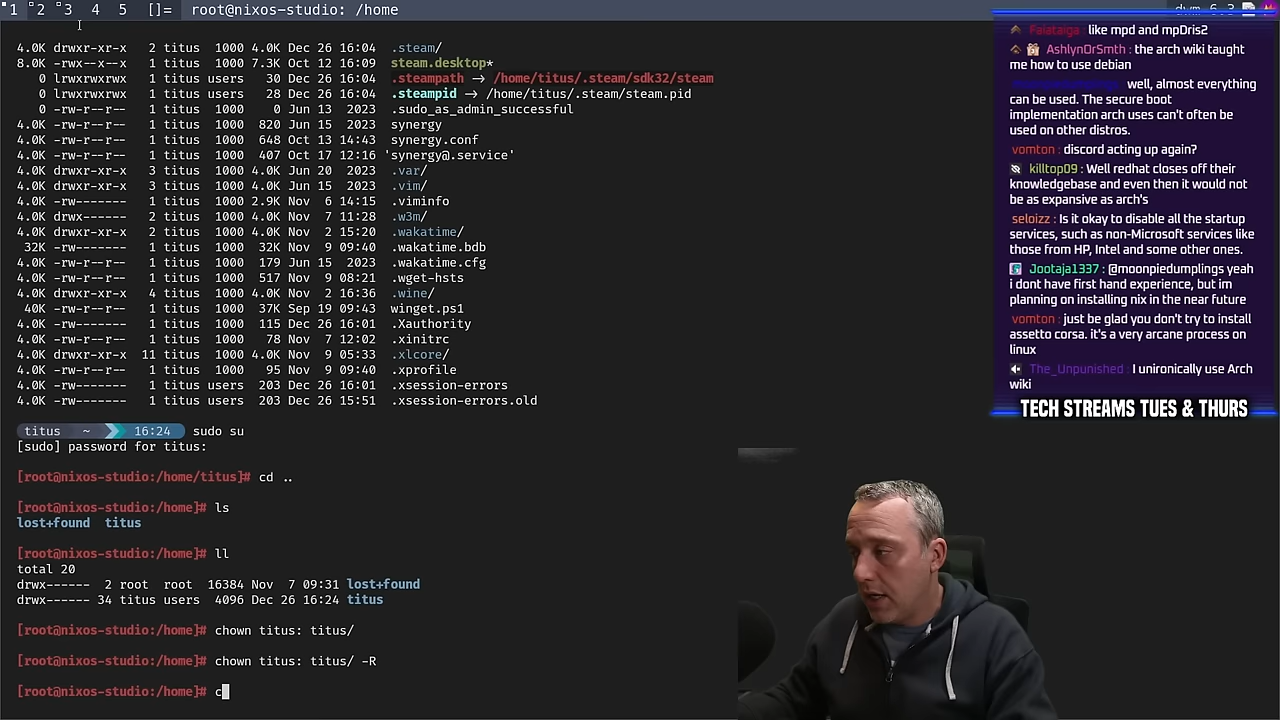 1 2 3 4 5 []= root@nixos-studio: /home
4.0K drwxr-xr-x 2 titus 1000 4.0K Dec 26 16:04 .steam/
8.0K -rwx--x--x 1 titus 1000 7.3K Oct 12 16:09 steam.desktop*
0 lrwxrwxrwx 1 titus users 30 Dec 26 16:04 .steampath -> /home/titus/.steam/sdk32/steam
0 lrwxrwxrwx 1 titus users 28 Dec 26 16:04 .steampid -> /home/titus/.steam/steam.pid
0 -rw-r--r-- 1 titus 1000 0 Jun 13 2023 .sudo_as_admin_successful
4.0K -rw-r--r-- 1 titus 1000 820 Jun 15 2023 synergy
4.0K -rw-r--r-- 1 titus 1000 648 Oct 13 14:43 synergy.conf
4.0K -rw-r--r-- 1 titus 1000 407 Oct 17 12:16 'synergy@.service'
4.0K drwxr-xr-x 3 titus 1000 4.0K Jun 20 2023 .var/
4.0K drwxr-xr-x 3 titus 1000 4.0K Jun 15 2023 .vim/
4.0K -rw------- 1 titus 1000 2.9K Nov 6 14:15 .viminfo
4.0K drwx------ 2 titus 1000 4.0K Nov 7 11:28 .w3m/
4.0K drwxr-xr-x 2 titus 1000 4.0K Nov 2 15:20 .wakatime/
32K -rw------- 1 titus 1000 32K Nov 9 09:40 .wakatime.bdb
4.0K -rw-r--r-- 1 titus 1000 179 Jun 15 2023 .wakatime.cfg
4.0K -rw-r--r-- 1 titus 1000 517 Nov 9 08:21 .wget-hsts
4.0K drwxr-xr-x 4 titus 1000 4.0K Nov 2 16:36 .wine/
40K -rw-r--r-- 1 titus 1000 37K Sep 19 09:43 winget.ps1
4.0K -rw------- 1 titus 1000 115 Dec 26 16:01 .Xauthority
4.0K -rw-r--r-- 1 titus 1000 78 Nov 7 12:02 .xinitrc
4.0K drwxr-xr-x 11 titus 1000 4.0K Nov 9 05:33 .xlcore/
4.0K -rw-r--r-- 1 titus 1000 95 Nov 9 09:40 .xprofile
4.0K -rw------- 1 titus users 203 Dec 26 16:01 .xsession-errors
4.0K -rw------- 1 titus users 203 Dec 26 15:51 .xsession-errors.old
titus ~ 16:24 sudo su
[sudo] password for titus:
[root@nixos-studio:/home/titus]# cd ..
[root@nixos-studio:/home]# ls
lost+found titus
[root@nixos-studio:/home]# ll
total 20
drwx------ 2 root root 16384 Nov 7 09:31 lost+found
drwx------ 34 titus users 4096 Dec 26 16:24 titus
[root@nixos-studio:/home]# chown titus: titus/
[root@nixos-studio:/home]# chown titus: titus/ -R
[root@nixos-studio:/home]# c
Faiataiga : like mpd and mpDris2
AshlynOrSmth : the arch wiki taught
me how to use debian
well, almost everything
can be used. The secure boot
implementation arch uses can't often be
used on other distros.
vomton : discord acting up again?
killtop09 : Well redhat closes off their
knowledgebase and even then it would not
be as expansive as arch's
seloizz : Is it okay to disable all the startup
services, such as non-Microsoft services like
those from HP, Intel and some other ones.
Jootaja1337 : @moonpiedumplings yeah
i dont have first hand experience, but im
planning on installing nix in the near future
vomton : just be glad you don't try to install
assetto corsa. it's a very arcane process on
linux
The_Unpunished : I unironically use Arch
wiki
TECH STREAMS TUES & THURS